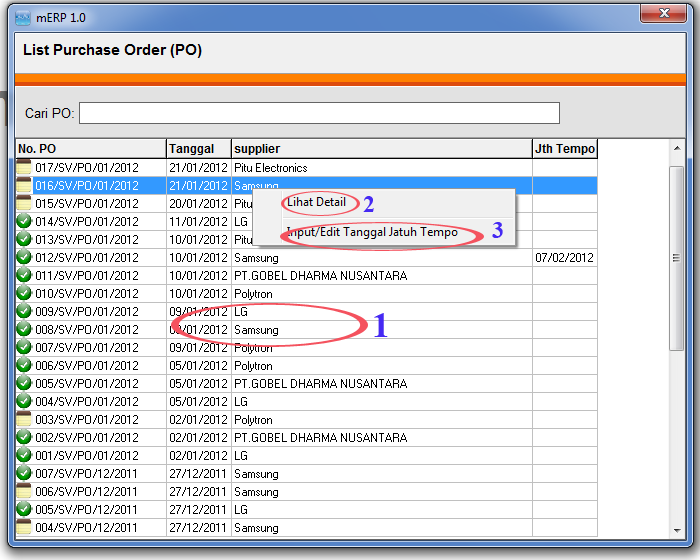 mERP 1.0
List Purchase Order (PO)
Cari PO:
No. PO Tanggal supplier Jth Tempo
017/SV/PO/01/2012 21/01/2012 Pitu Electronics
016/SV/PO/01/2012 21/01/2012 Samsung
015/SV/PO/01/2012 20/01/2012 Pitu
Lihat Detail 2
014/SV/PO/01/2012 11/01/2012 LG
013/SV/PO/01/2012 10/01/2012 Pitu
Input/Edit Tanggal Jatuh Tempo 3
012/SV/PO/01/2012 10/01/2012 Samsung 07/02/2012
011/SV/PO/01/2012 10/01/2012 PT.GOBEL DHARMA NUSANTARA
010/SV/PO/01/2012 10/01/2012 Polytron
009/SV/PO/01/2012 09/01/2012 LG
008/SV/PO/01/2012 09/01/2012 Samsung 1
007/SV/PO/01/2012 09/01/2012 Polytron
006/SV/PO/01/2012 05/01/2012 Polytron
005/SV/PO/01/2012 05/01/2012 PT.GOBEL DHARMA NUSANTARA
004/SV/PO/01/2012 05/01/2012 LG
003/SV/PO/01/2012 02/01/2012 Polytron
002/SV/PO/01/2012 02/01/2012 PT.GOBEL DHARMA NUSANTARA
001/SV/PO/01/2012 02/01/2012 LG
007/SV/PO/12/2011 27/12/2011 Samsung
006/SV/PO/12/2011 27/12/2011 Samsung
005/SV/PO/12/2011 27/12/2011 LG
004/SV/PO/12/2011 27/12/2011 Samsung